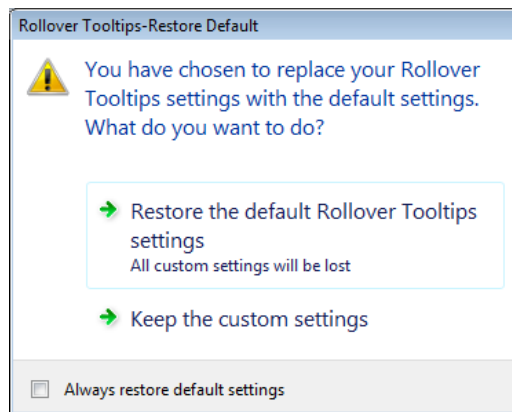 Rollover Tooltips-Restore Default
You have chosen to replace your Rollover
Tooltips settings with the default settings.
What do you want to do?
Restore the default Rollover Tooltips
settings
All custom settings will be lost
Keep the custom settings
Always restore default settings